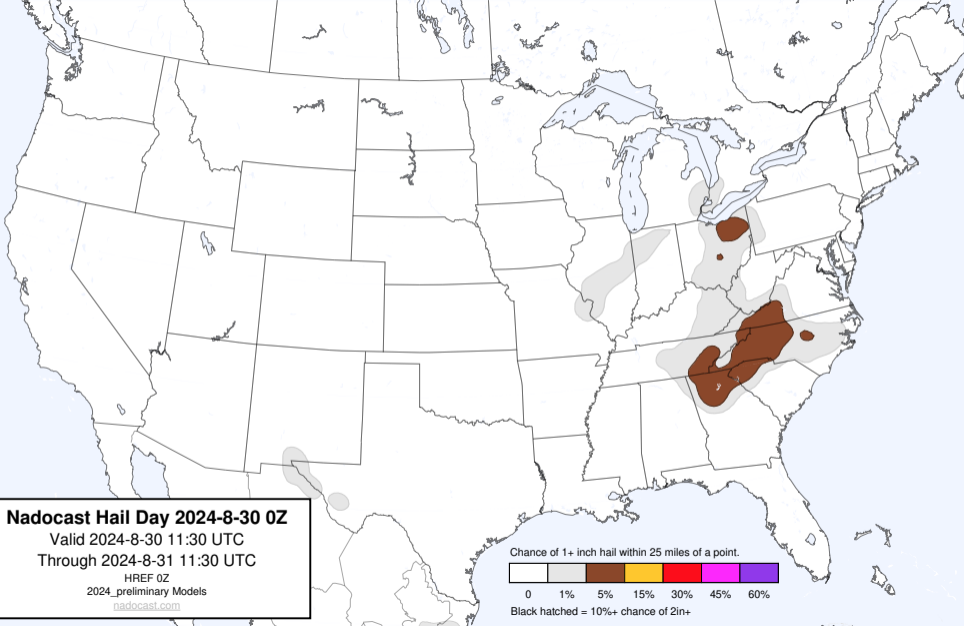 Nadocast Hail Day 2024-8-30 0Z
Valid 2024-8-30 11:30 UTC
Through 2024-8-31 11:30 UTC
HREF 0Z
2024_preliminary Models
nadocast.com
Chance of 1+ inch hail within 25 miles of a point.
0 1% 5% 15% 30% 45% 60%
Black hatched = 10%+ chance of 2in+